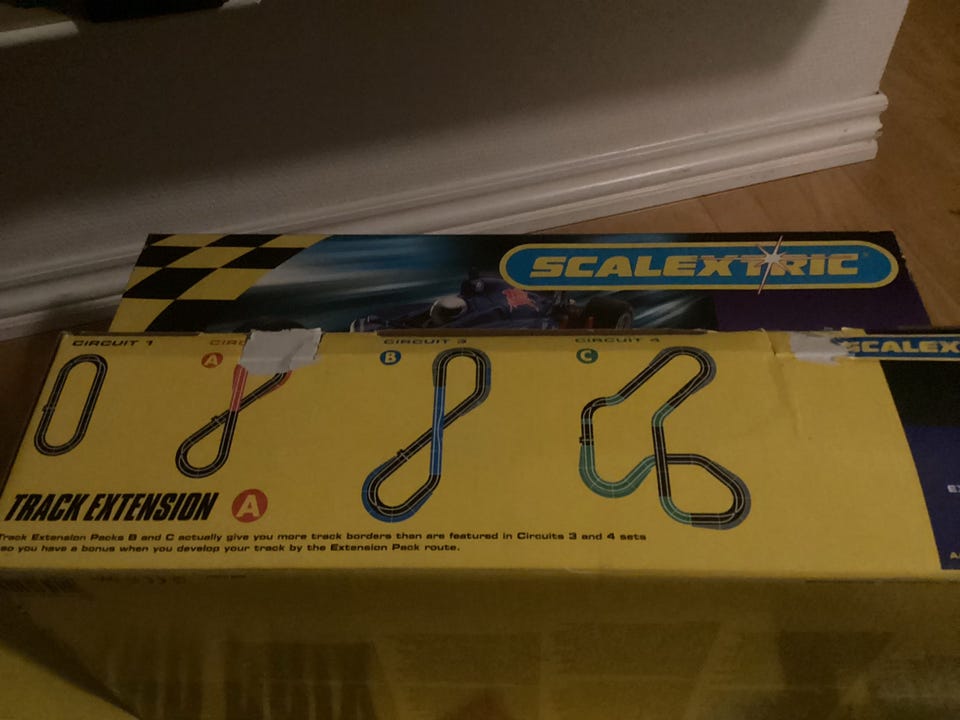 SCALEXTRIC
CIRCUIT 1
CIRC
CIRCUIT 3
CIRCUIT 4
SCALEX
A
B
C
TRACK EXTENSION A
Track Extension Packs B and C actually give you more track borders than are featured in Circuits 3 and 4 sets
so you have a bonus when you develop your track by the Extension Pack route.